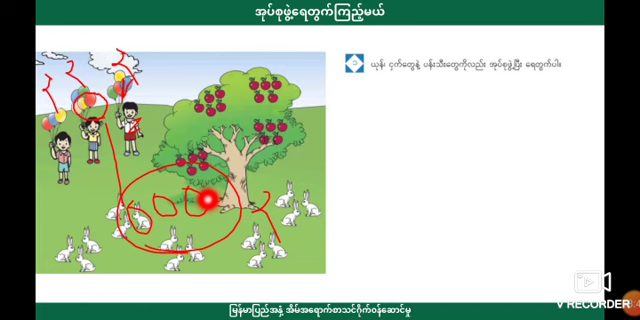 အုပ်စုဖွဲ့ရေတွက်ကြည့်မယ်
၁ ယုန်၊ ငှက်တွေနဲ့ ပန်းသီးတွေကိုလည်း အုပ်စုဖွဲ့ပြီး ရေတွက်ပါ။
V RECORDER
မြန်မာပြည်အနှံ့ အိမ်အရောက်စာသင်ဂိုက်ဝန်ဆောင်မှု